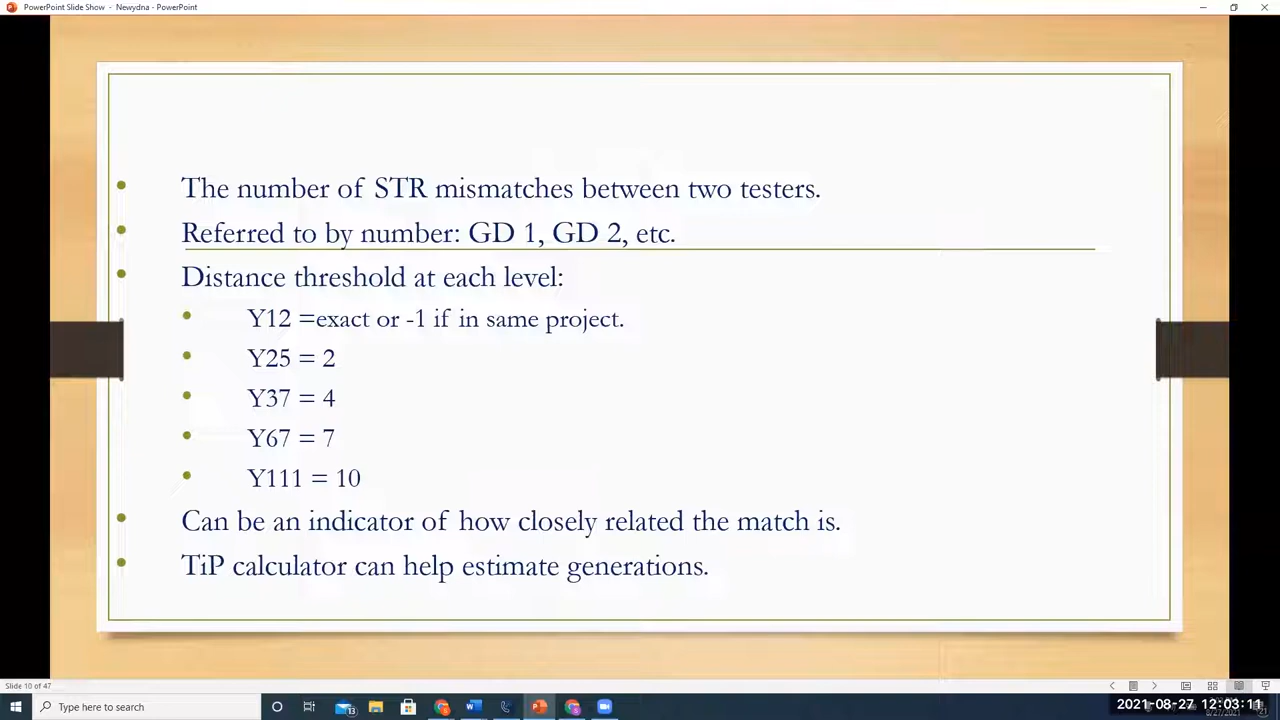 PowerPoint Slide Show - Newydna - PowerPoint
The number of STR mismatches between two testers.
Referred to by number: GD 1, GD 2, etc.
Distance threshold at each level:
Y12 =exact or -1 if in same project.
Y25 = 2
Y37 = 4
Y67 = 7
Y111 = 10
Can be an indicator of how closely related the match is.
TiP calculator can help estimate generations.
Slide 10 of 47
Type here to search
13
2021-08-27 12:03:11